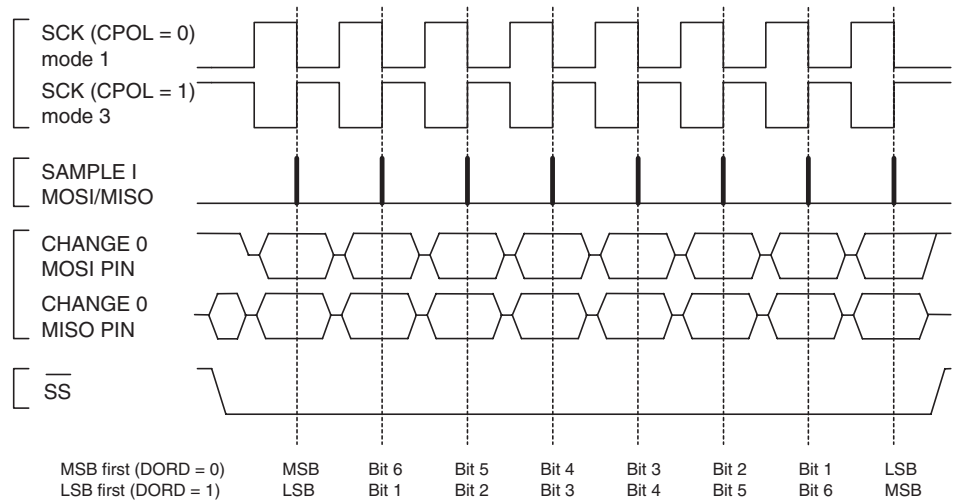 SCK (CPOL = 0)
mode 1
SCK (CPOL = 1)
mode 3
SAMPLE I
MOSI/MISO
CHANGE 0
MOSI PIN
CHANGE 0
MISO PIN
SS
MSB first (DORD = 0) MSB Bit 6 Bit 5 Bit 4 Bit 3 Bit 2 Bit 1 LSB
LSB first (DORD = 1) LSB Bit 1 Bit 2 Bit 3 Bit 4 Bit 5 Bit 6 MSB